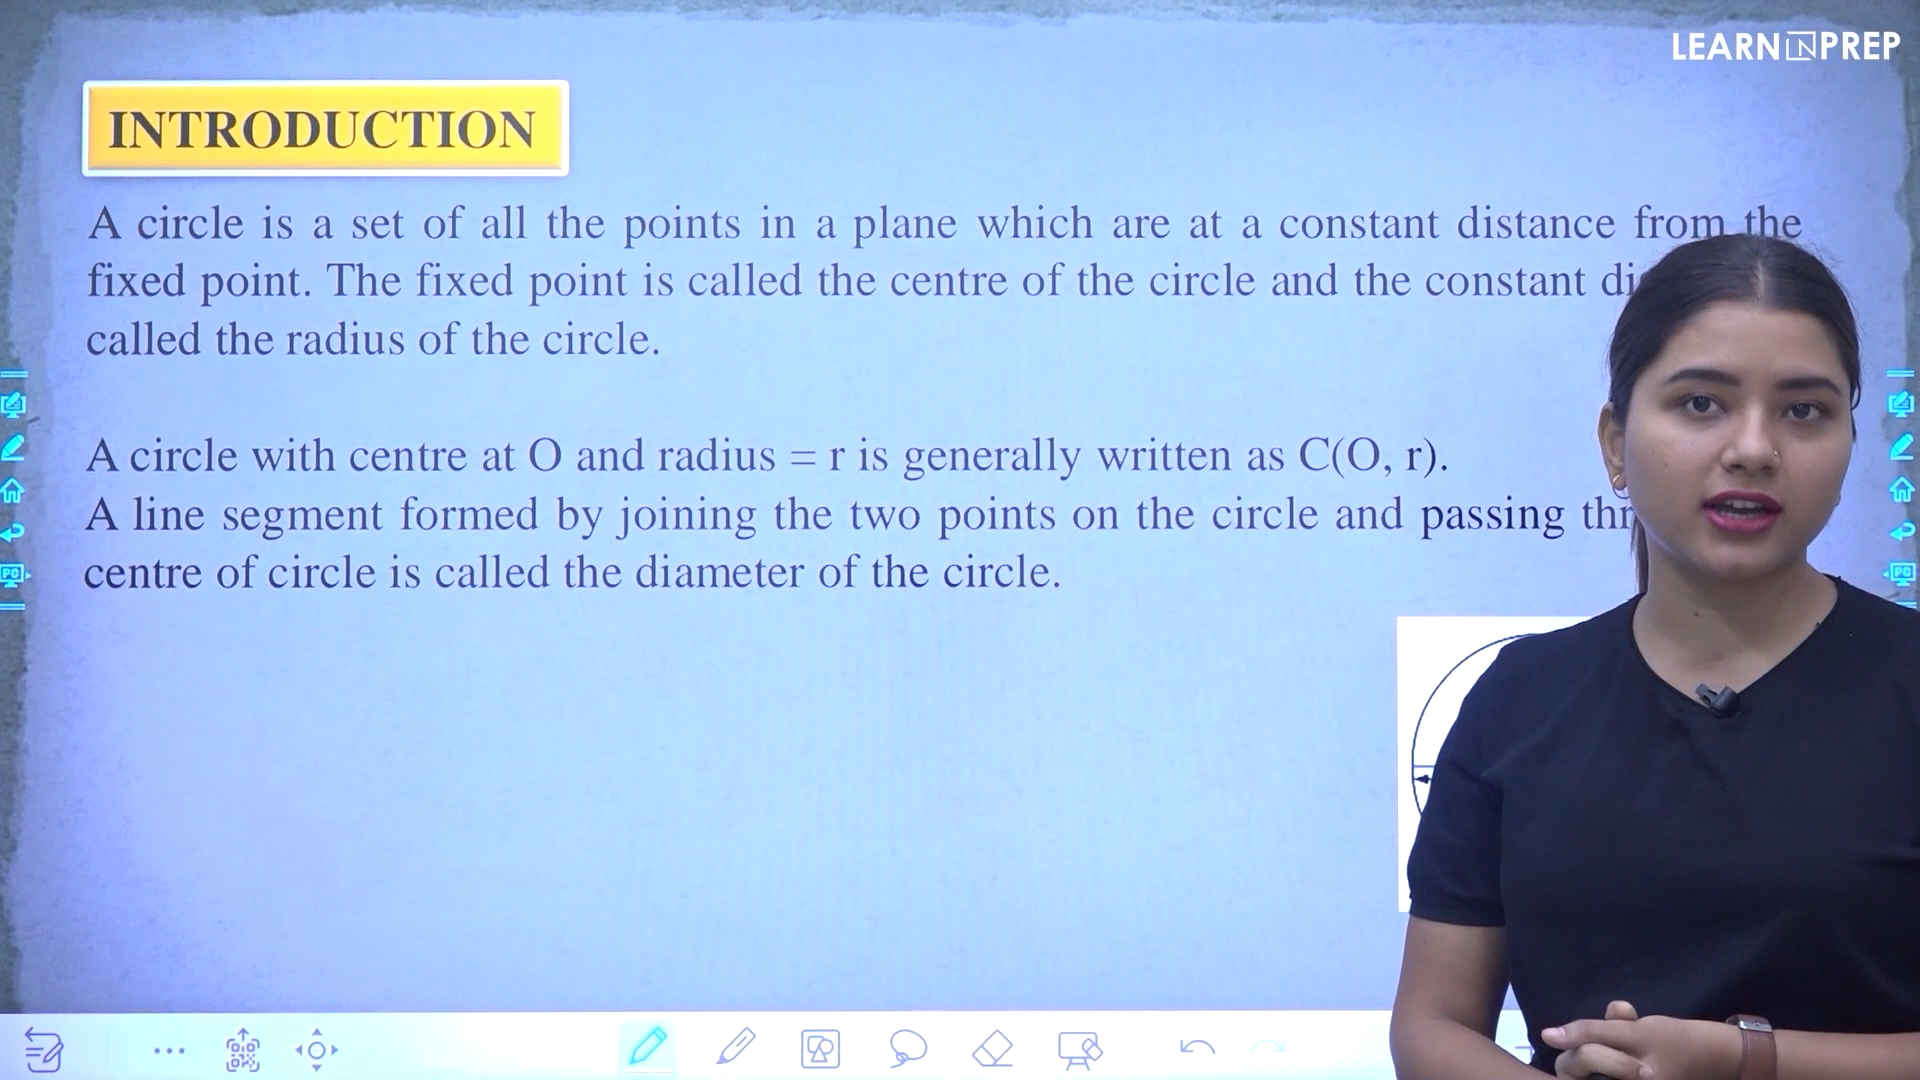 LEARN N PREP
INTRODUCTION
A circle is a set of all the points in a plane which are at a constant distance from the
fixed point. The fixed point is called the centre of the circle and the constant
called the radius of the circle.
A circle with centre at O and radius = r is generally written as C(O, r).
A line segment formed by joining the two points on the circle and passing
centre of circle is called the diameter of the circle.
PC
PC